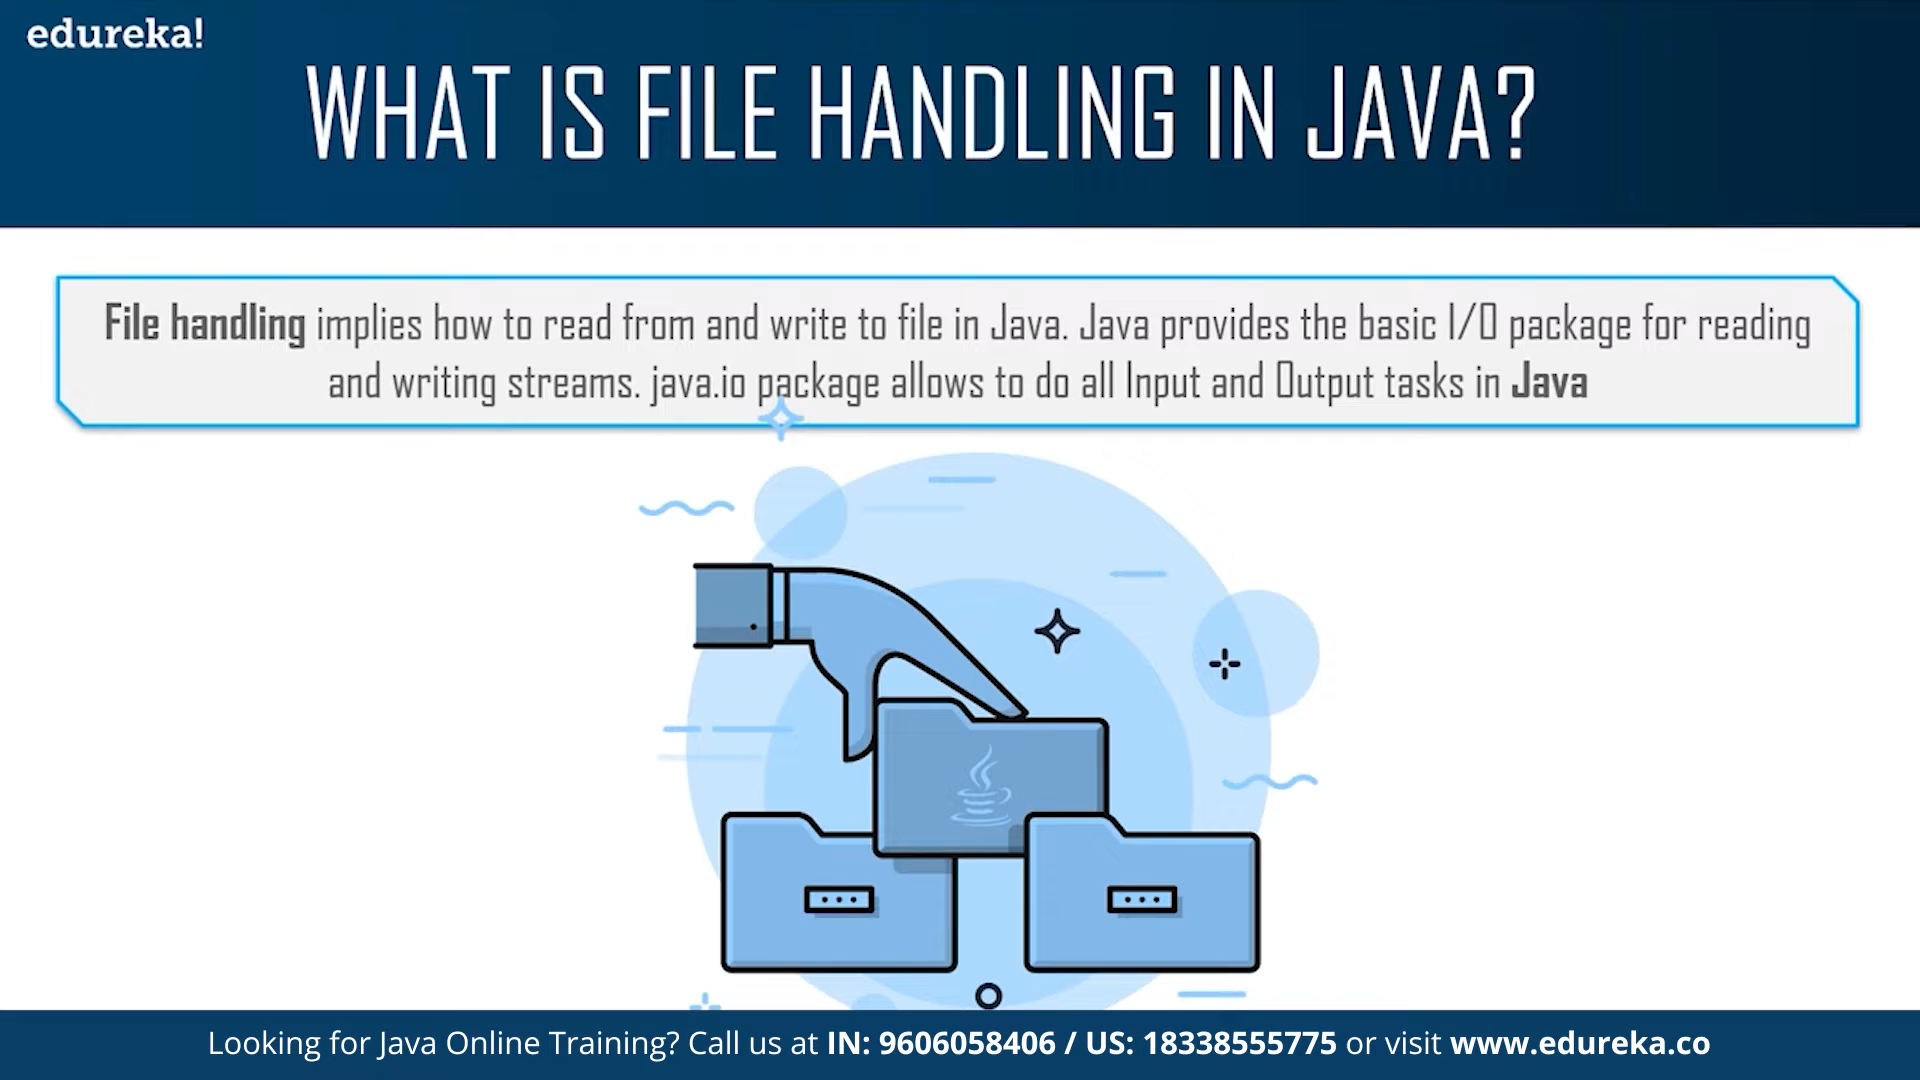 edureka!
WHAT IS FILE HANDLING IN JAVA?
File handling implies how to read from and write to file in Java. Java provides the basic I/O package for reading
and writing streams. java.io package allows to do all Input and Output tasks in Java
Looking for Java Online Training? Call us at IN: 9606058406 / US: 18338555775 or visit www.edureka.co